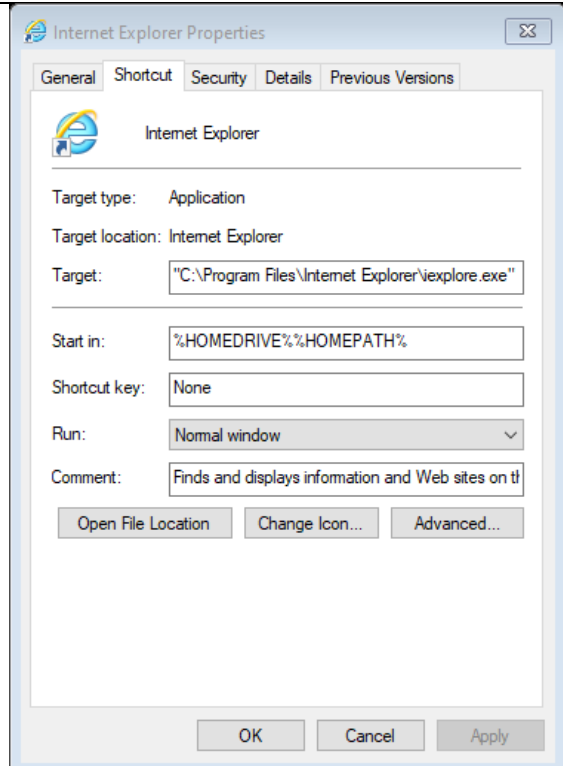 Internet Explorer Properties
General Shortcut Security Details Previous Versions
Internet Explorer
Target type: Application
Target location: Internet Explorer
Target: "C:\Program Files\Internet Explorer\iexplore.exe"
Start in: %HOMEDRIVE%%HOMEPATH%
Shortcut key: None
Run: Normal window
Comment: Finds and displays information and Web sites on th
Open File Location Change Icon... Advanced...
OK Cancel Apply